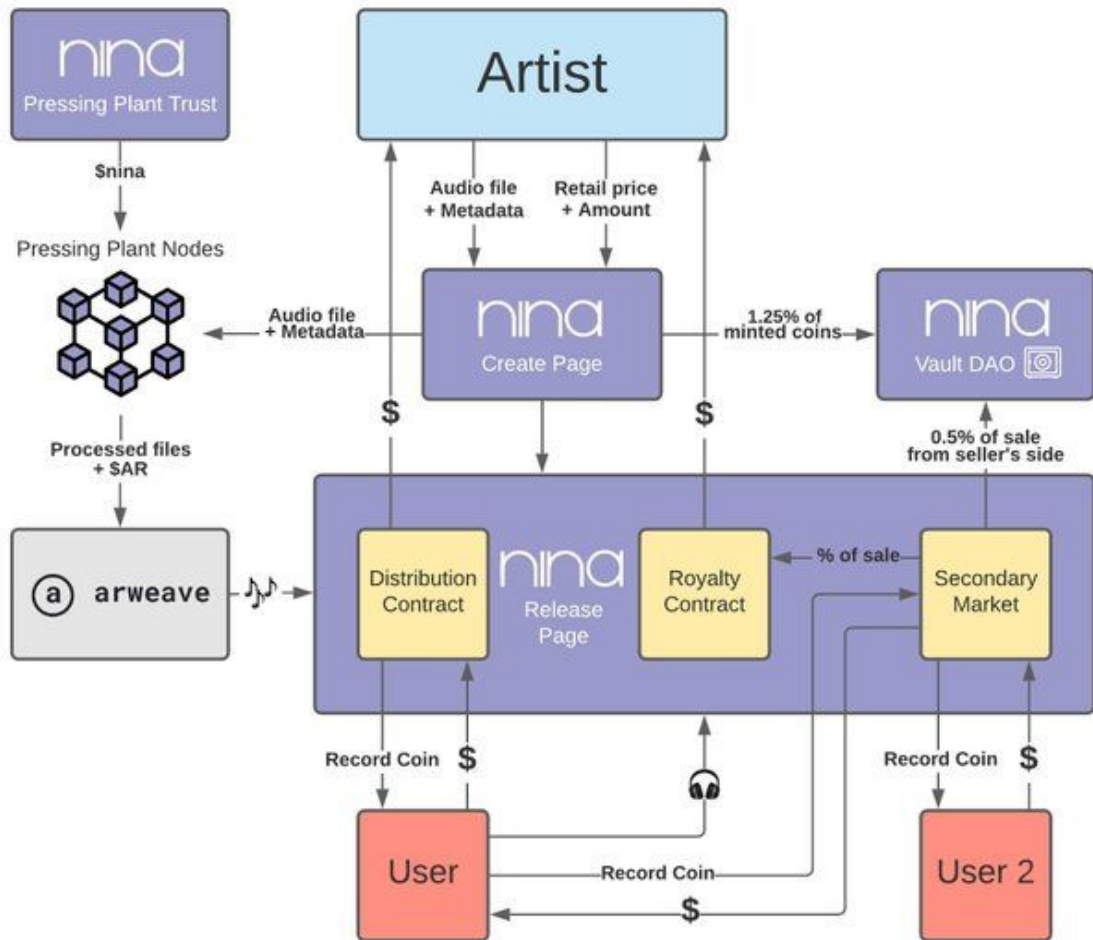 nina
Pressing Plant Trust
Artist
$nina
Audio file
+ Metadata
Retail price
+ Amount
Pressing Plant Nodes
Audio file
+ Metadata
nina
Create Page
1.25% of
minted coins
nina
Vault DAO
$
$
Processed files
+ $AR
0.5% of sale
from seller's side
a arweave
Distribution
Contract
nina
Release
Page
Royalty
Contract
% of sale
Secondary
Market
Record Coin
$
Record Coin
$
User
Record Coin
$
User 2